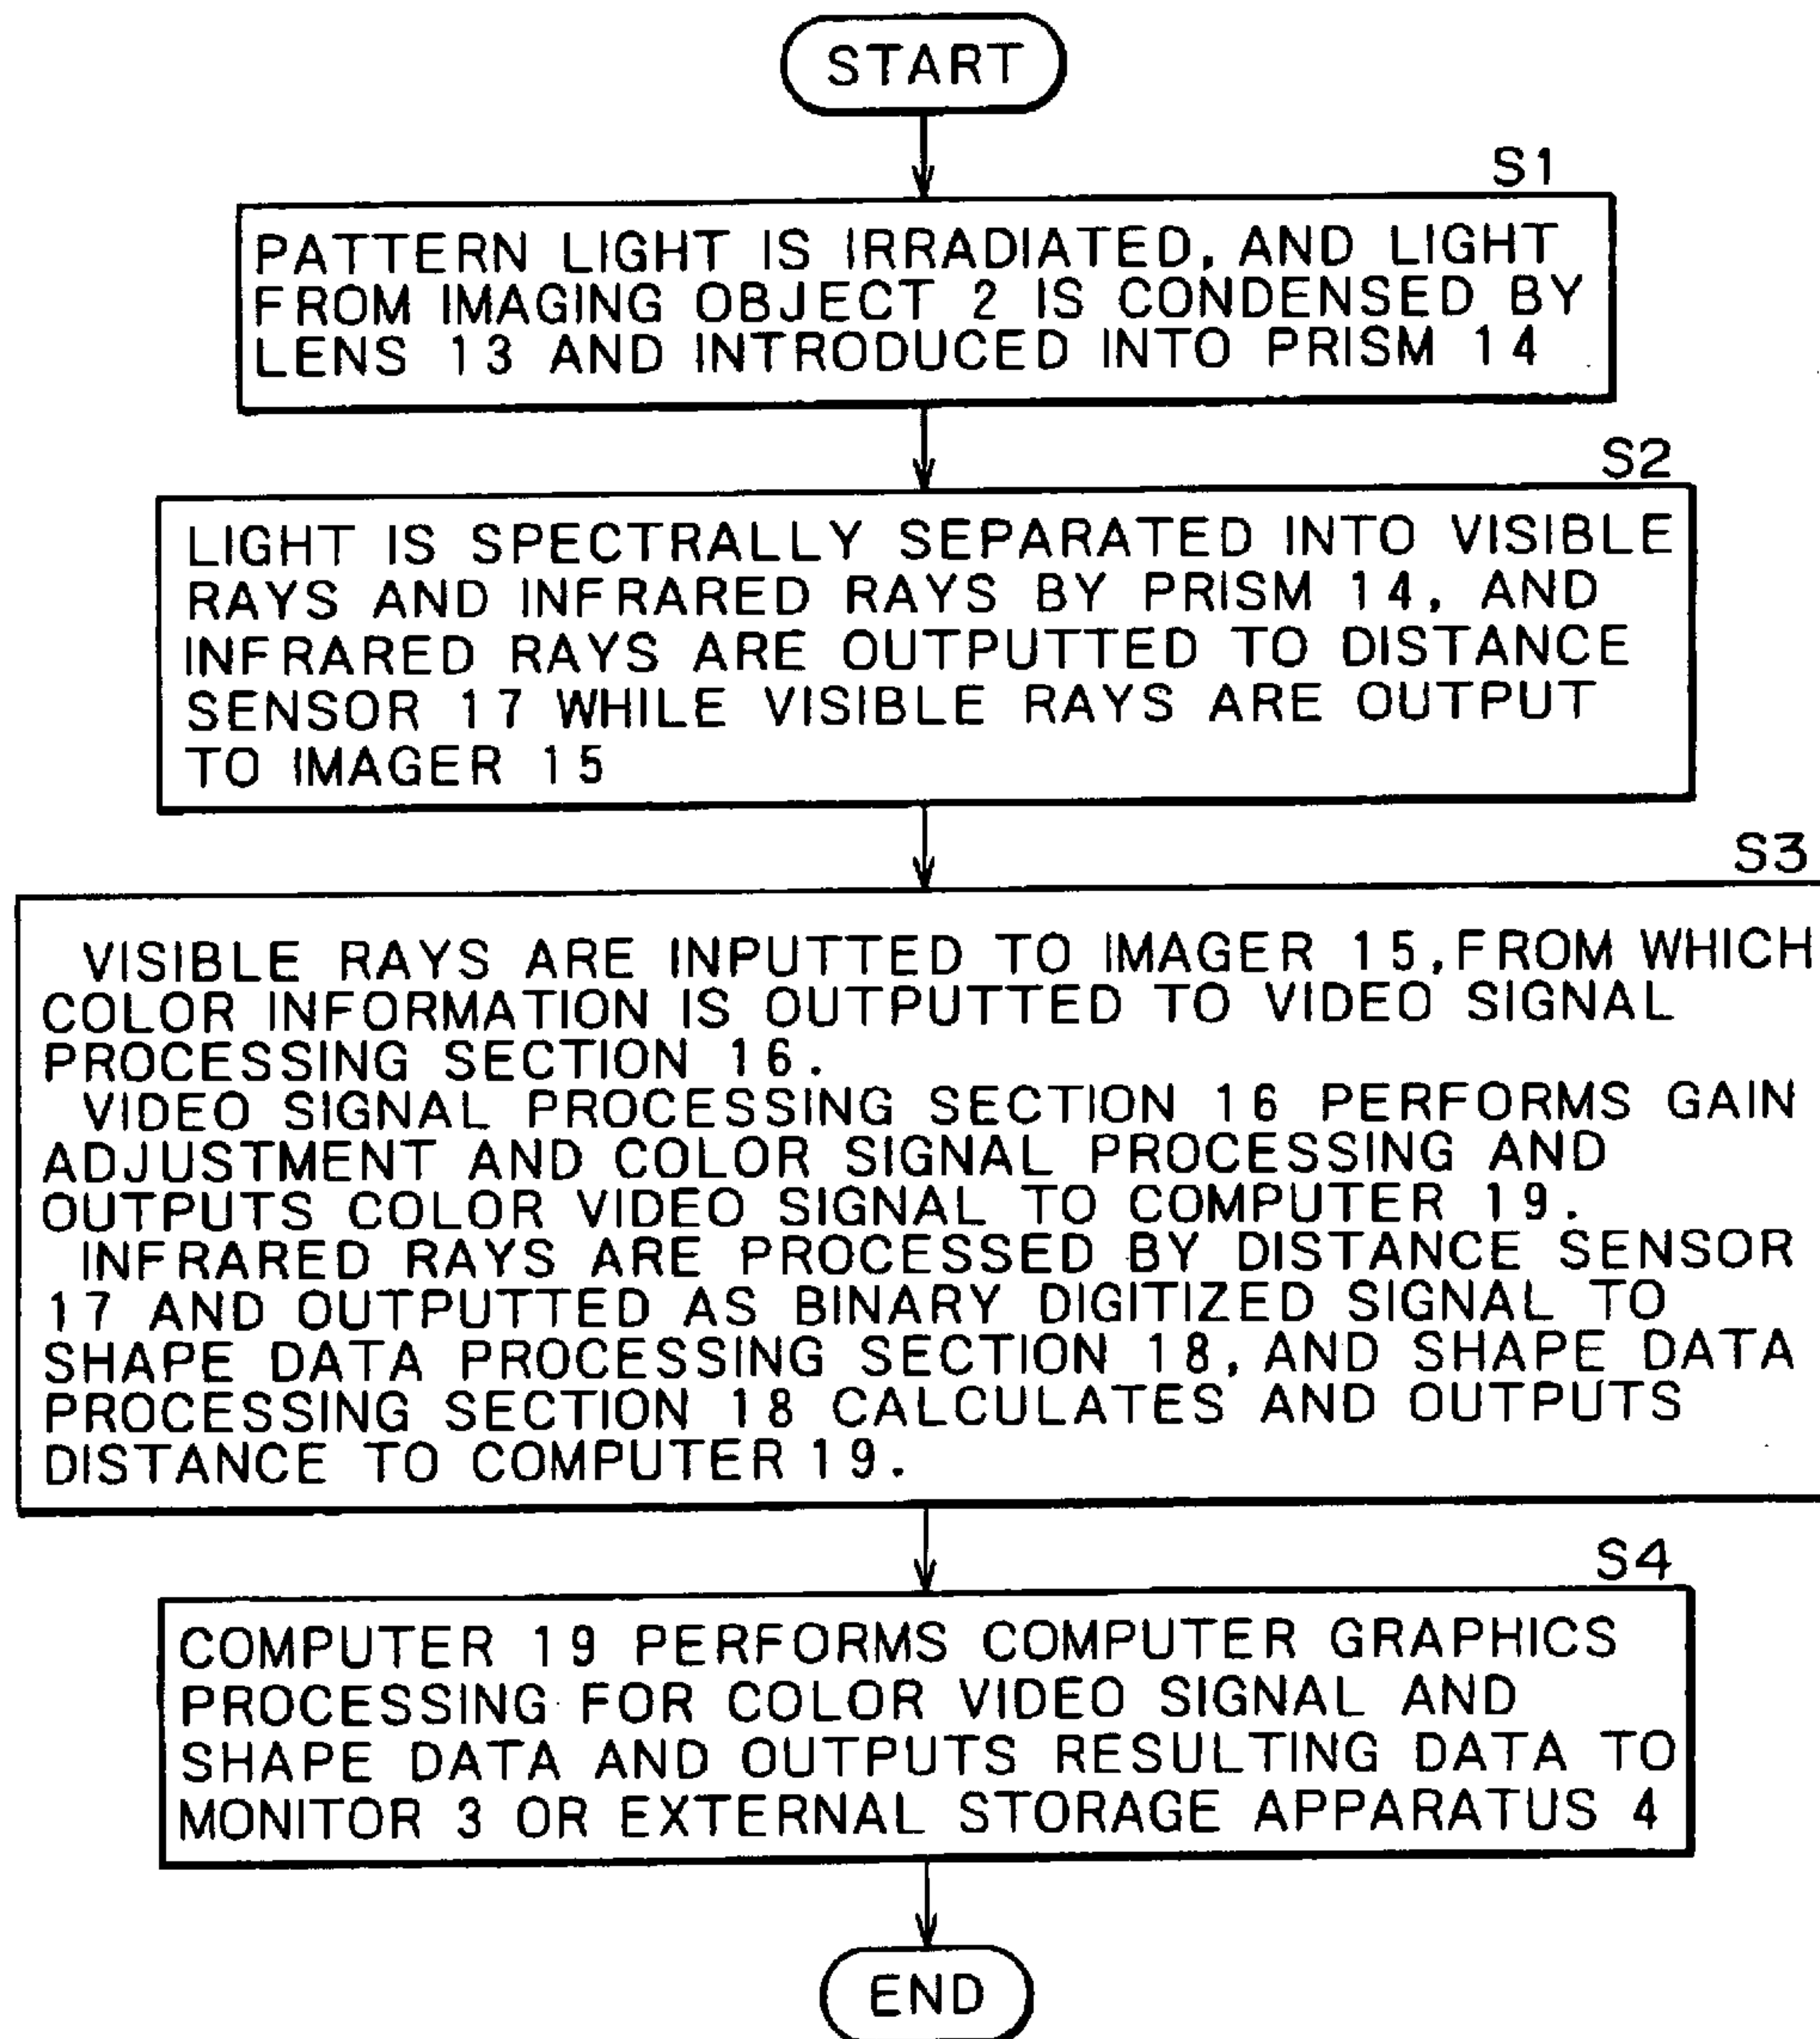 START
S1
PATTERN LIGHT IS IRRADIATED, AND LIGHT
FROM IMAGING OBJECT 2 IS CONDENSED BY
LENS 13 AND INTRODUCED INTO PRISM 14
S2
LIGHT IS SPECTRALLY SEPARATED INTO VISIBLE
RAYS AND INFRARED RAYS BY PRISM 14, AND
INFRARED RAYS ARE OUTPUTTED TO DISTANCE
SENSOR 17 WHILE VISIBLE RAYS ARE OUTPUT
TO IMAGER 15
S3
VISIBLE RAYS ARE INPUTTED TO IMAGER 15, FROM WHICH
COLOR INFORMATION IS OUTPUTTED TO VIDEO SIGNAL
PROCESSING SECTION 16.
VIDEO SIGNAL PROCESSING SECTION 16 PERFORMS GAIN
ADJUSTMENT AND COLOR SIGNAL PROCESSING AND
OUTPUTS COLOR VIDEO SIGNAL TO COMPUTER 19.
INFRARED RAYS ARE PROCESSED BY DISTANCE SENSOR
17 AND OUTPUTTED AS BINARY DIGITIZED SIGNAL TO
SHAPE DATA PROCESSING SECTION 18, AND SHAPE DATA
PROCESSING SECTION 18 CALCULATES AND OUTPUTS
DISTANCE TO COMPUTER 19.
S4
COMPUTER 19 PERFORMS COMPUTER GRAPHICS
PROCESSING FOR COLOR VIDEO SIGNAL AND
SHAPE DATA AND OUTPUTS RESULTING DATA TO
MONITOR 3 OR EXTERNAL STORAGE APPARATUS 4
END